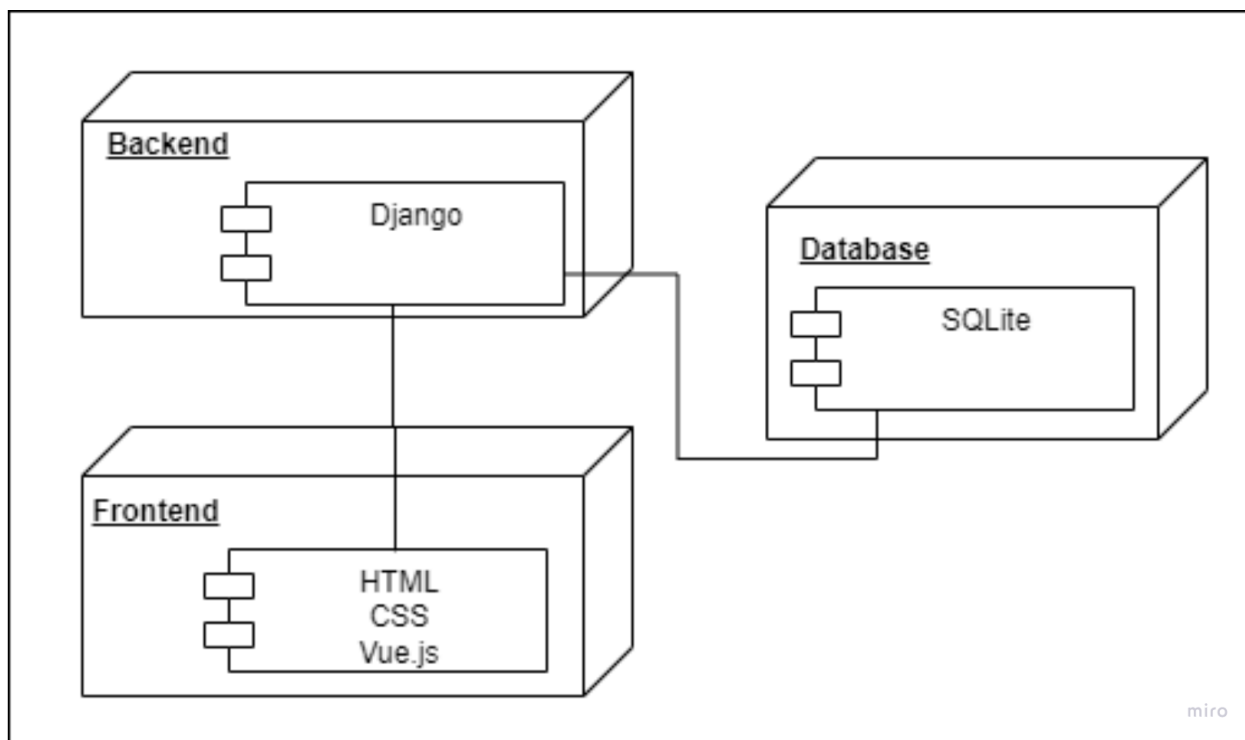 Backend
Django
Database
SQLite
Frontend
HTML
CSS
Vue.js
miro